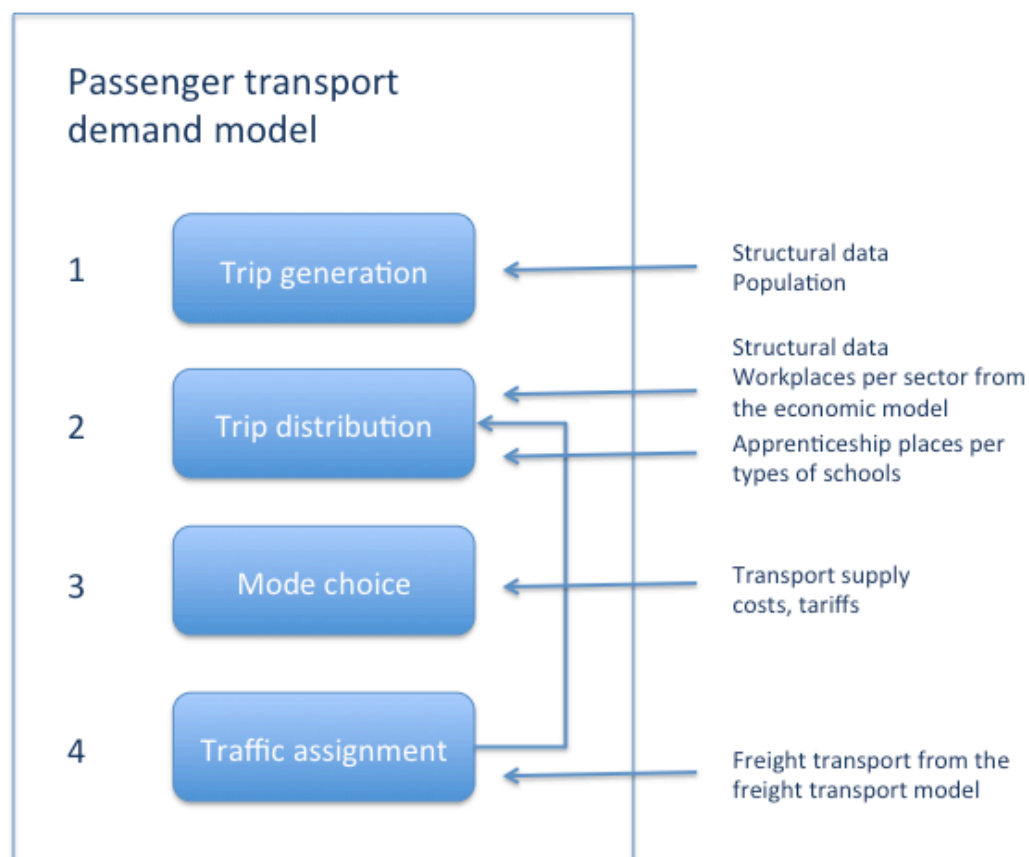 Passenger transport
demand model
1
Trip generation
Structural data
Population
2
Trip distribution
Structural data
Workplaces per sector from
the economic model
Apprenticeship places per
types of schools
3
Mode choice
Transport supply
costs, tariffs
4
Traffic assignment
Freight transport from the
freight transport model